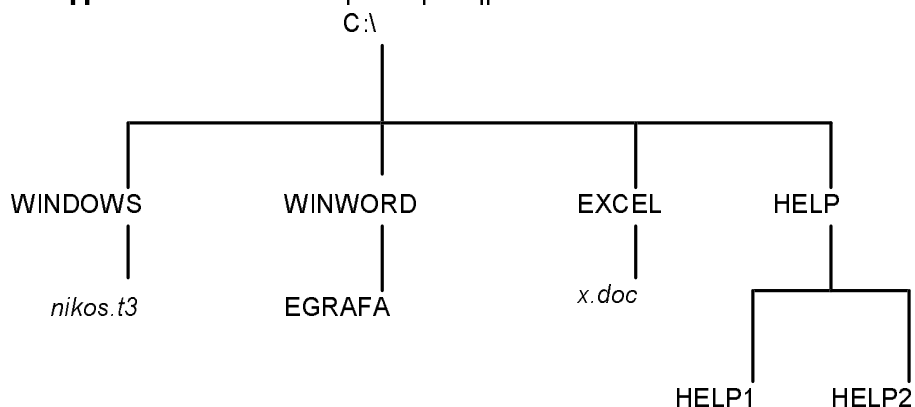 C:\
WINDOWS WINWORD EXCEL HELP
nikos.t3 EGRAFA x.doc
HELP1 HELP2